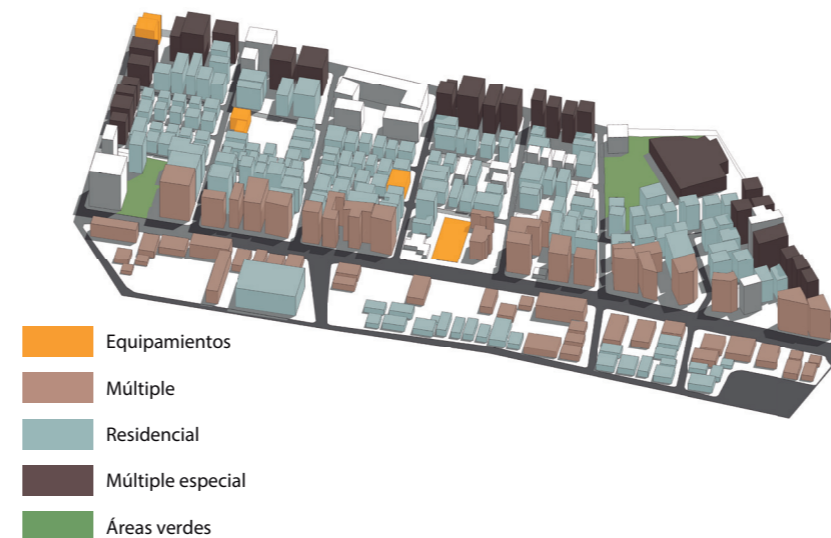 Equipamientos
Múltiple
Residencial
Múltiple especial
Áreas verdes